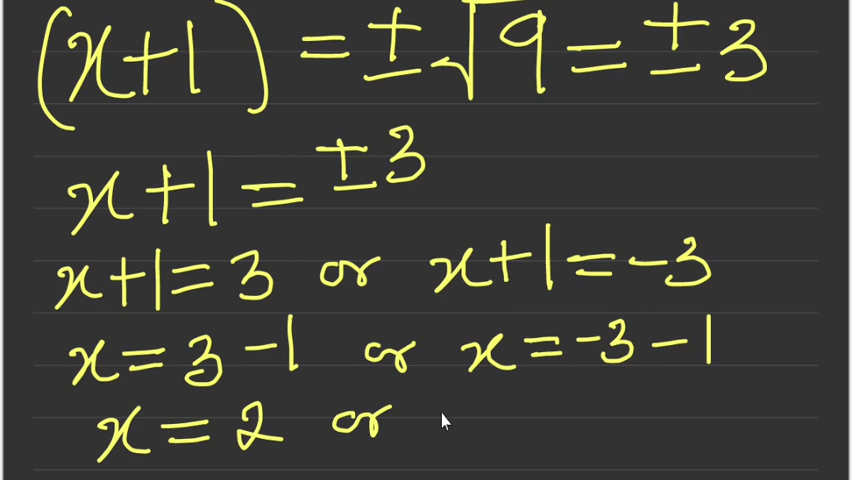 (x+1) = ±√9 = ±3
x+1 = ±3
x+1 = 3 or x+1 = -3
x = 3 - 1 or x = -3 - 1
x = 2 or